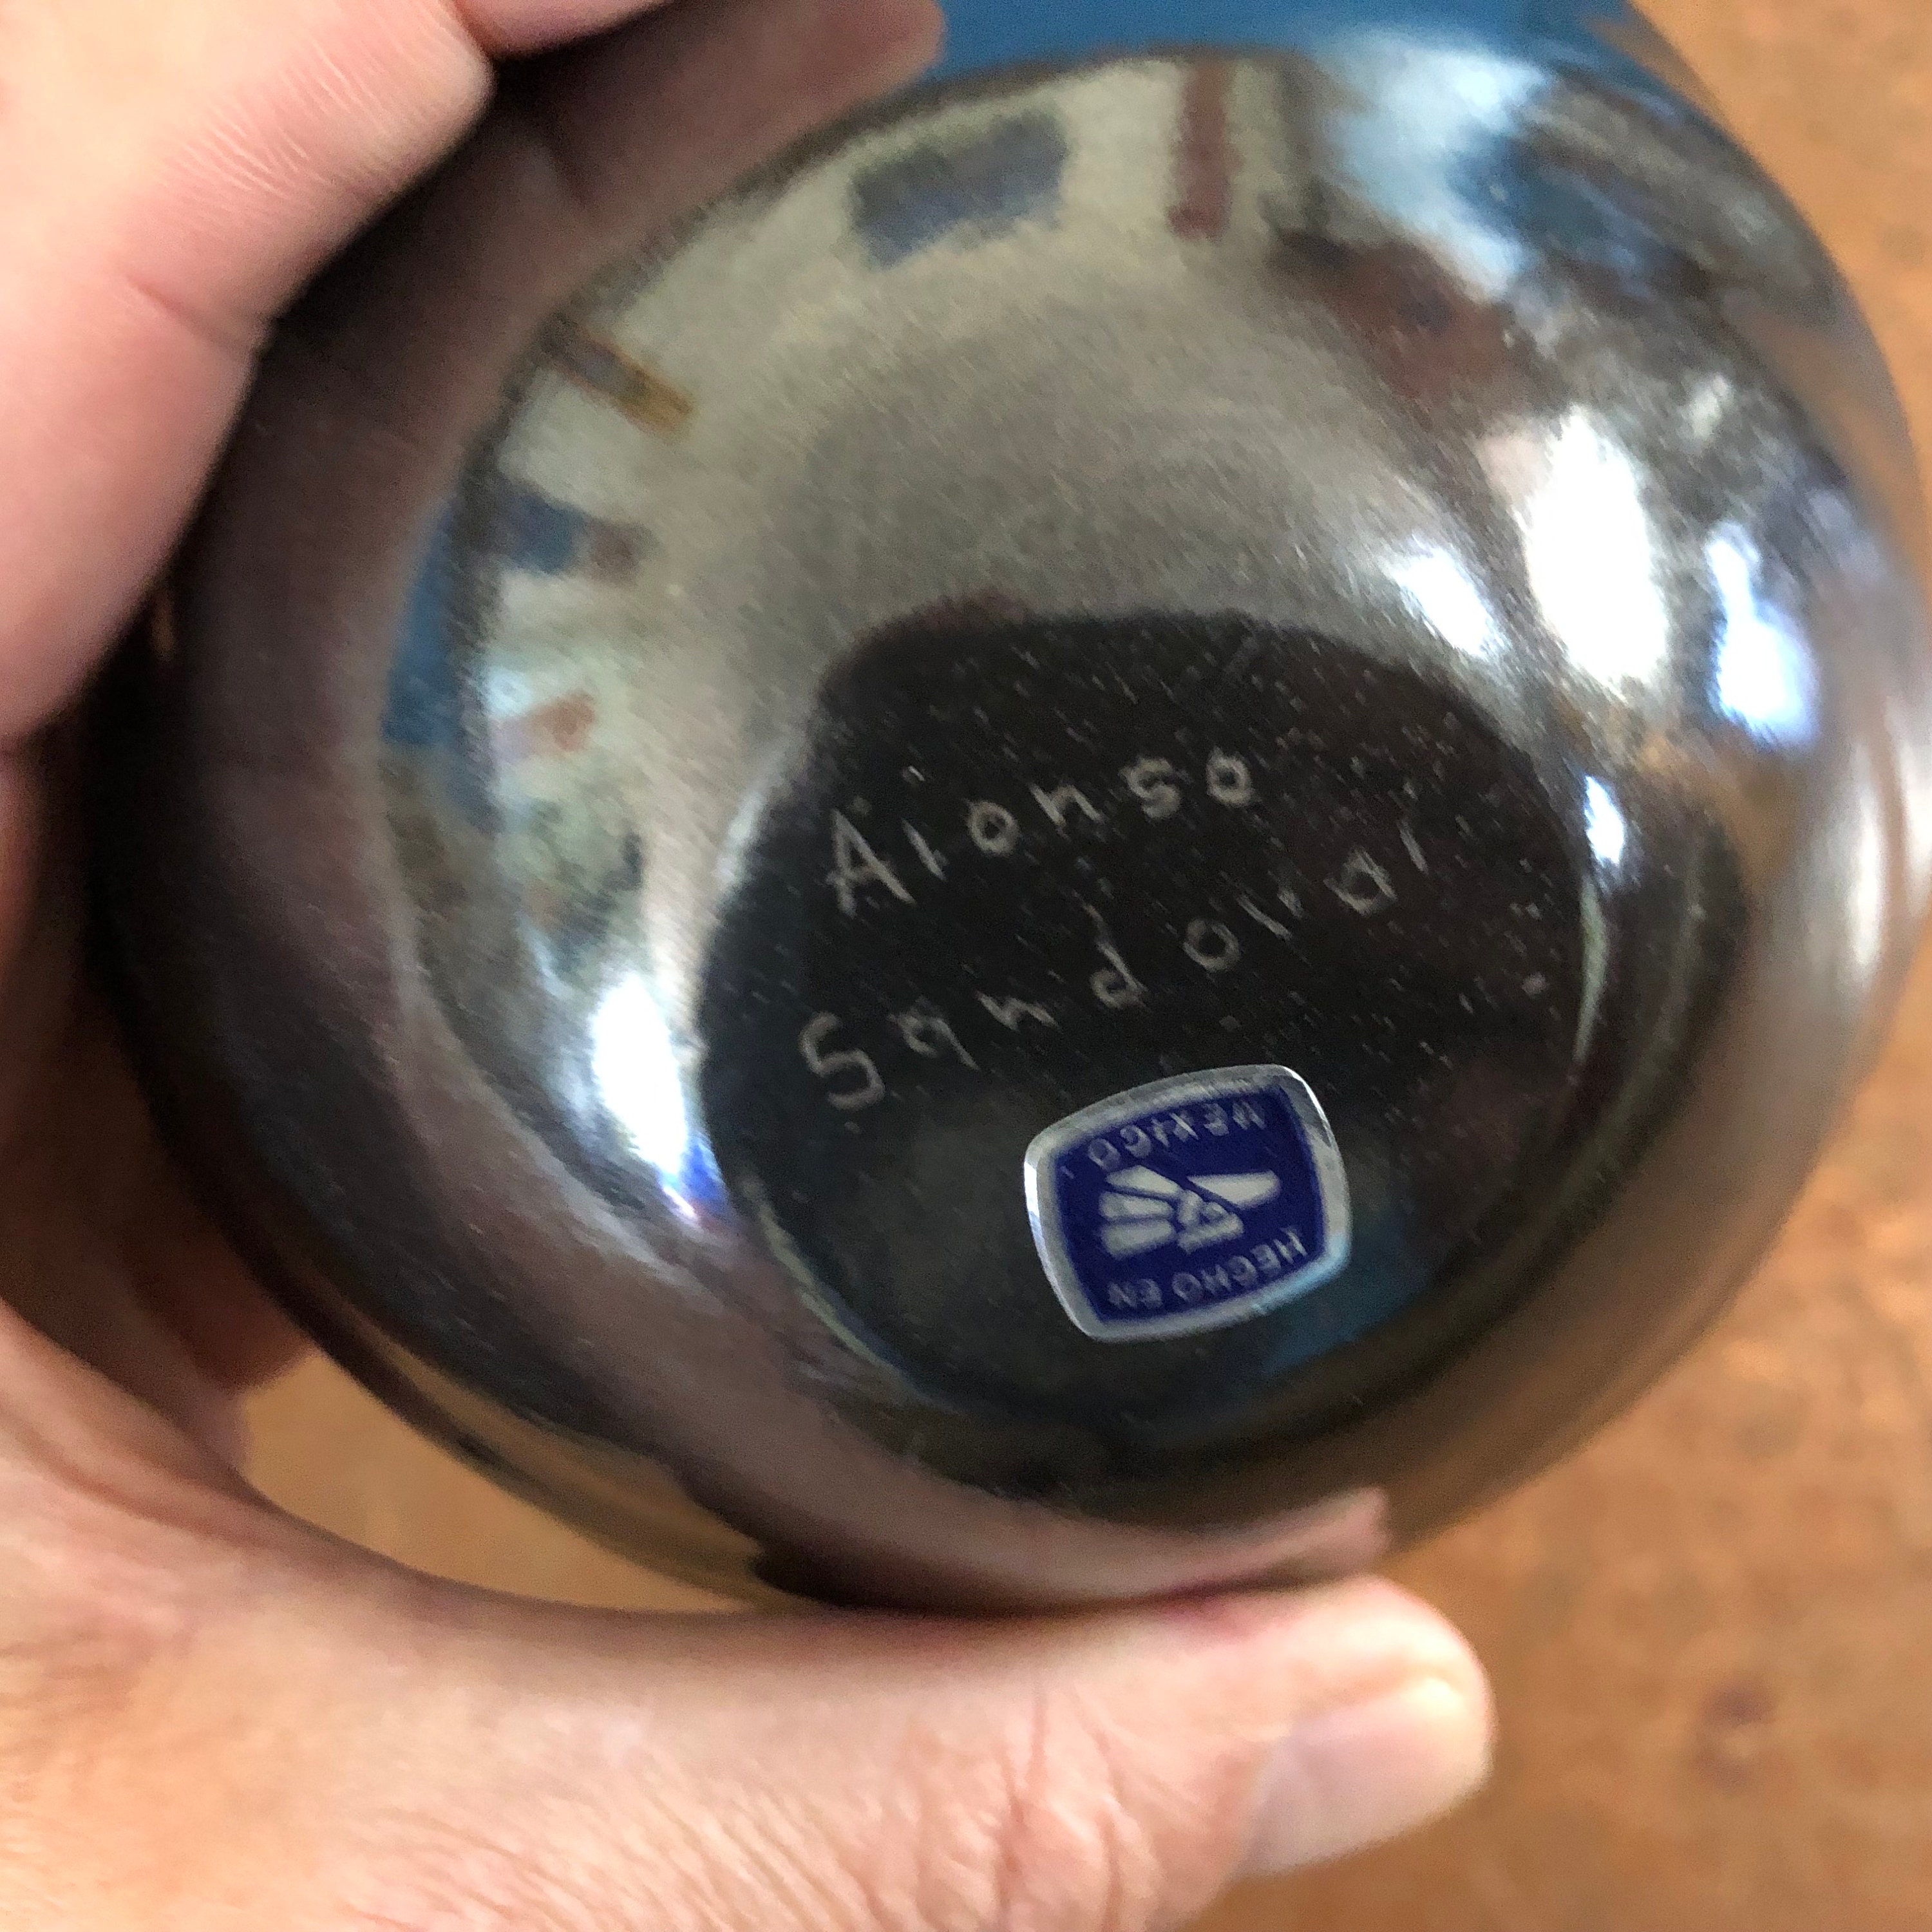 Alonso
Sandoval
HECHO EN
MEXICO